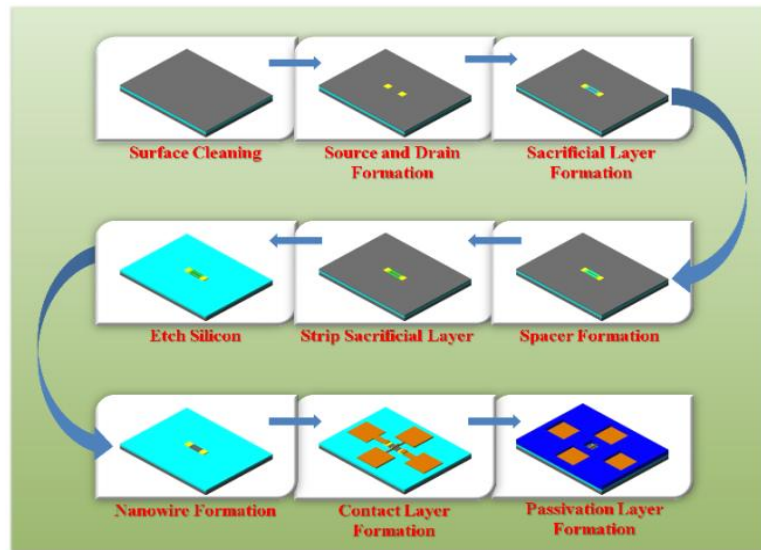 Surface Cleaning
Source and Drain
Formation
Sacrificial Layer
Formation
Spacer Formation
Strip Sacrificial Layer
Etch Silicon
Nanowire Formation
Contact Layer
Formation
Passivation Layer
Formation